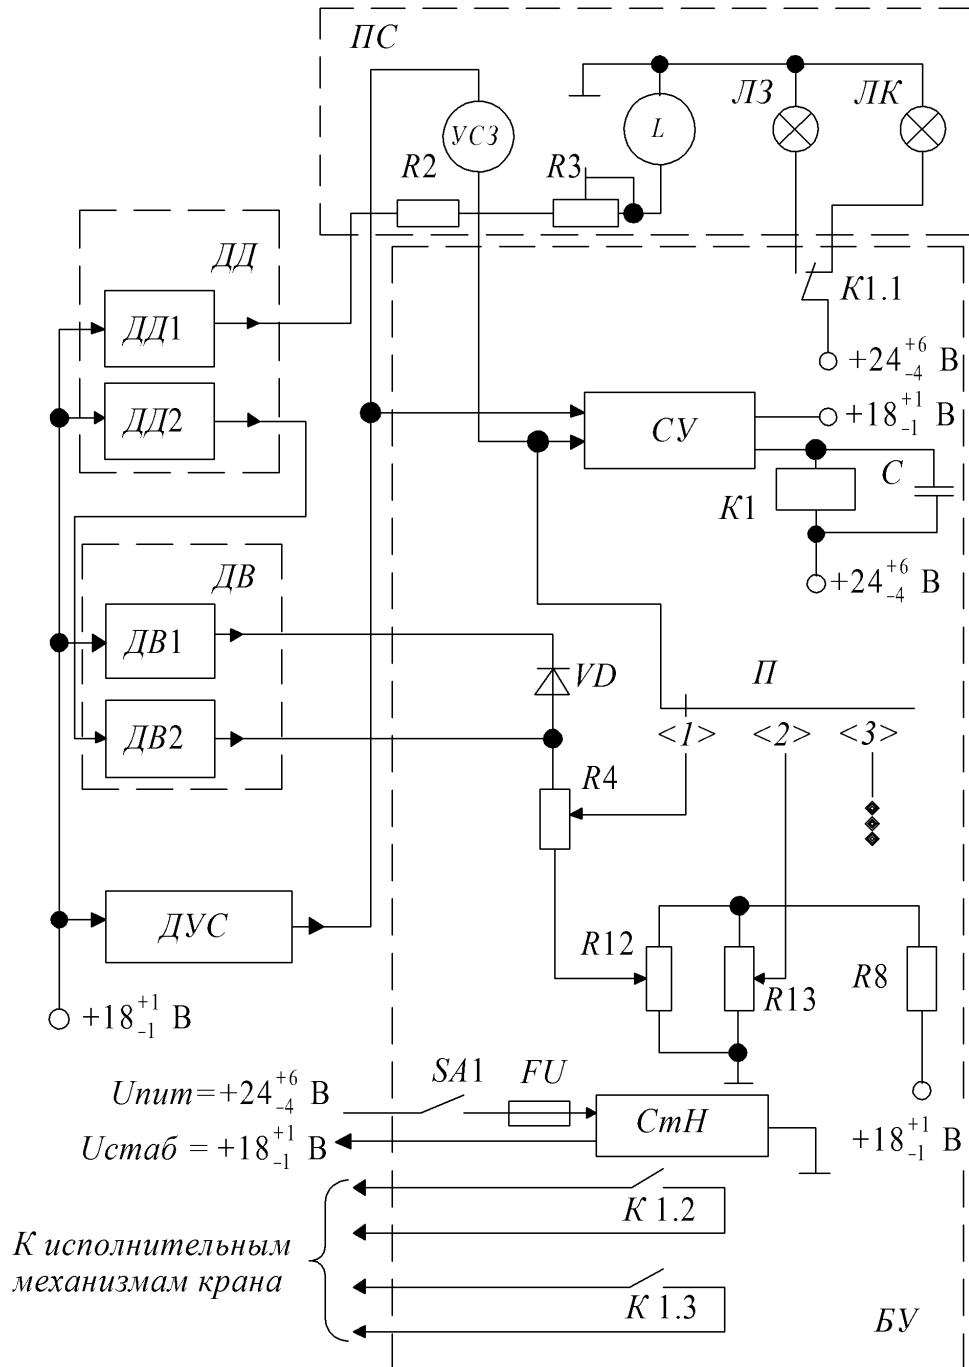 ПС
ЛЗ
ЛК
УСЗ
L
R2
R3
ДД
К1.1
ДД1
+24 +6 –4 В
ДД2
СУ
+18 +1 –1 В
С
К1
ДВ
+24 +6 –4 В
ДВ1
VD
П
ДВ2
<1> <2> <3>
R4
ДУС
R12
R8
R13
+18 +1 –1 В
SA1
FU
Uпит=+24 +6 –4 В
СтН
Uстаб = +18 +1 –1 В
+18 +1 –1 В
К 1.2
К исполнительным
механизмам крана
К 1.3
БУ